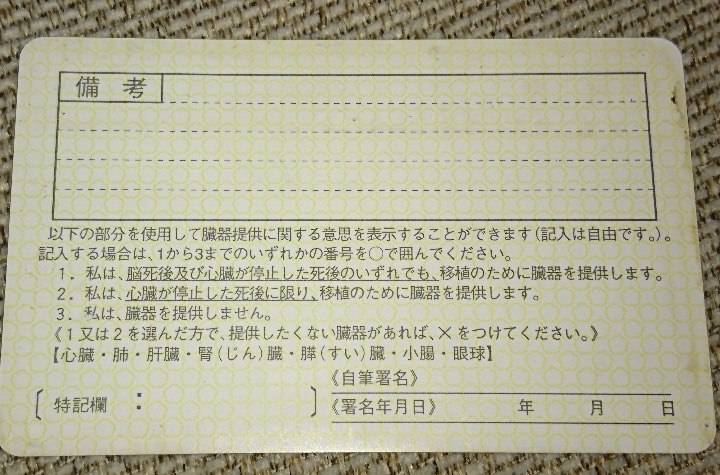 備考
以下の部分を使用して臓器提供に関する意思を表示することができます(記入は自由です。)。
記入する場合は、1から3までのいずれかの番号を○で囲んでください。
1. 私は、脳死後及び心臓が停止した死後のいずれでも、移植のために臓器を提供します。
2. 私は、心臓が停止した死後に限り、移植のために臓器を提供します。
3. 私は、臓器を提供しません。
《1又は2を選んだ方で、提供したくない臓器があれば、×をつけてください。》
【心臓・肺・肝臓・腎(じん)臓・膵(すい)臓・小腸・眼球】
《自筆署名》
〔特記欄：〕
《署名年月日》 年 月 日